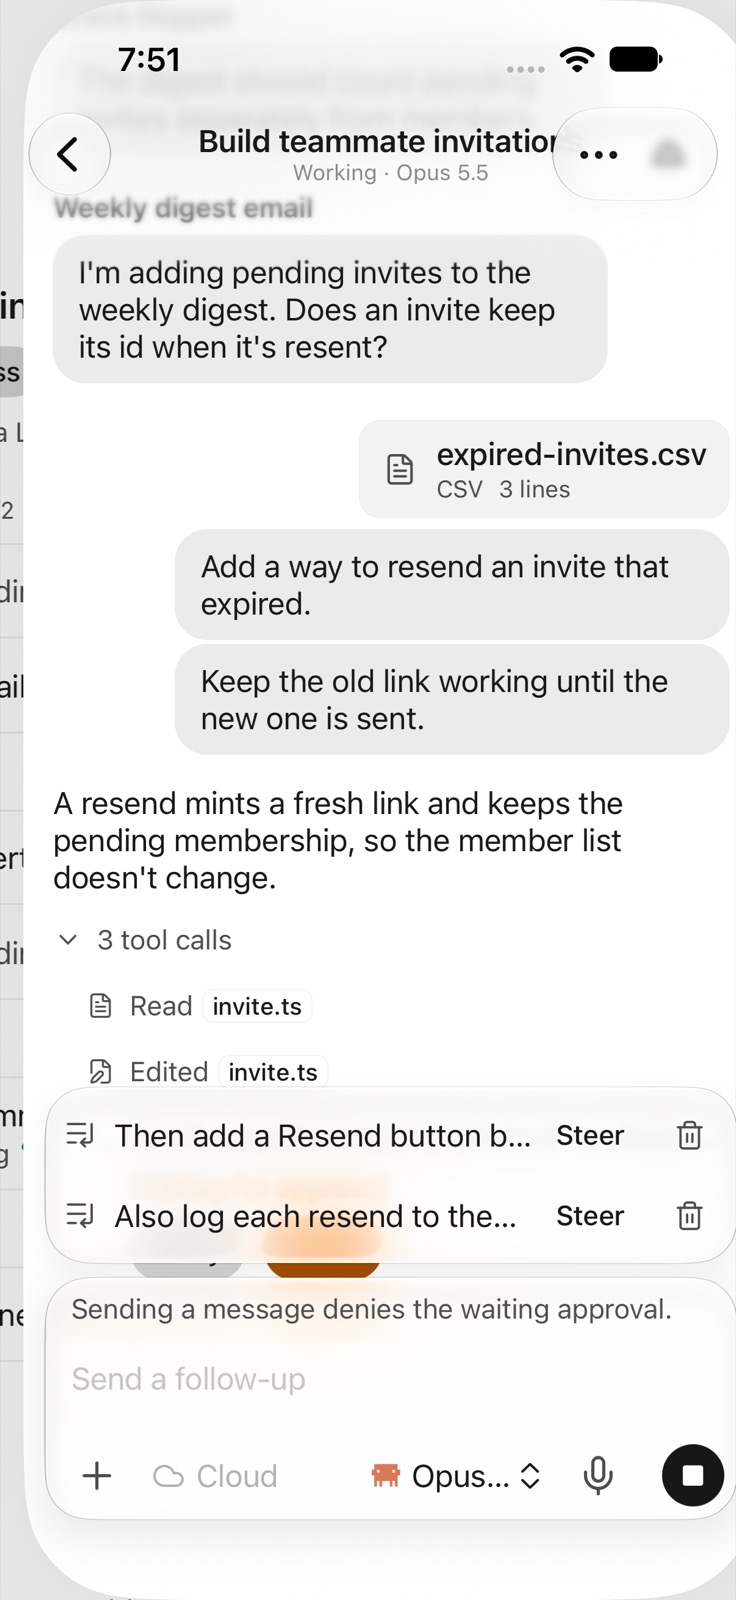 7:51
Build teammate invitation
Working · Opus 5.5
Weekly digest email
I'm adding pending invites to the
weekly digest. Does an invite keep
its id when it's resent?
expired-invites.csv
CSV 3 lines
Add a way to resend an invite that
expired.
Keep the old link working until the
new one is sent.
A resend mints a fresh link and keeps the
pending membership, so the member list
doesn't change.
3 tool calls
Read invite.ts
Edited invite.ts
Then add a Resend button b... Steer
Also log each resend to the... Steer
Sending a message denies the waiting approval.
Send a follow-up
Cloud
Opus...